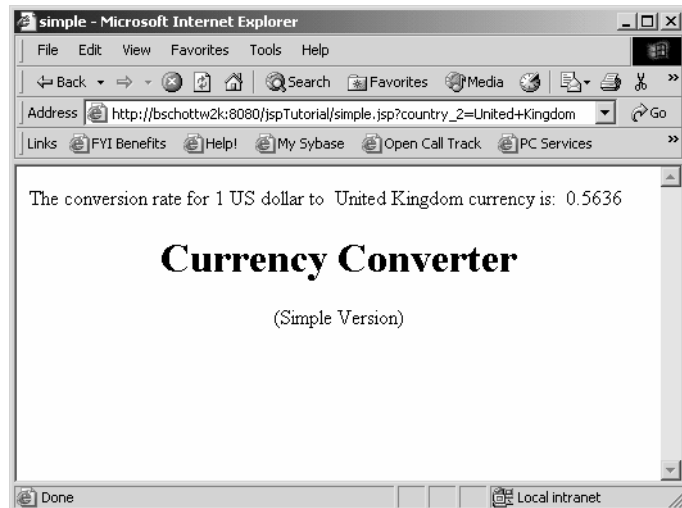 simple - Microsoft Internet Explorer
File Edit View Favorites Tools Help
Back Search Favorites Media »
Address http://bschottw2k:8080/jspTutorial/simple.jsp?country_2=United+Kingdom Go
Links FYI Benefits Help! My Sybase Open Call Track PC Services »
The conversion rate for 1 US dollar to United Kingdom currency is: 0.5636
Currency Converter
(Simple Version)
Done Local intranet